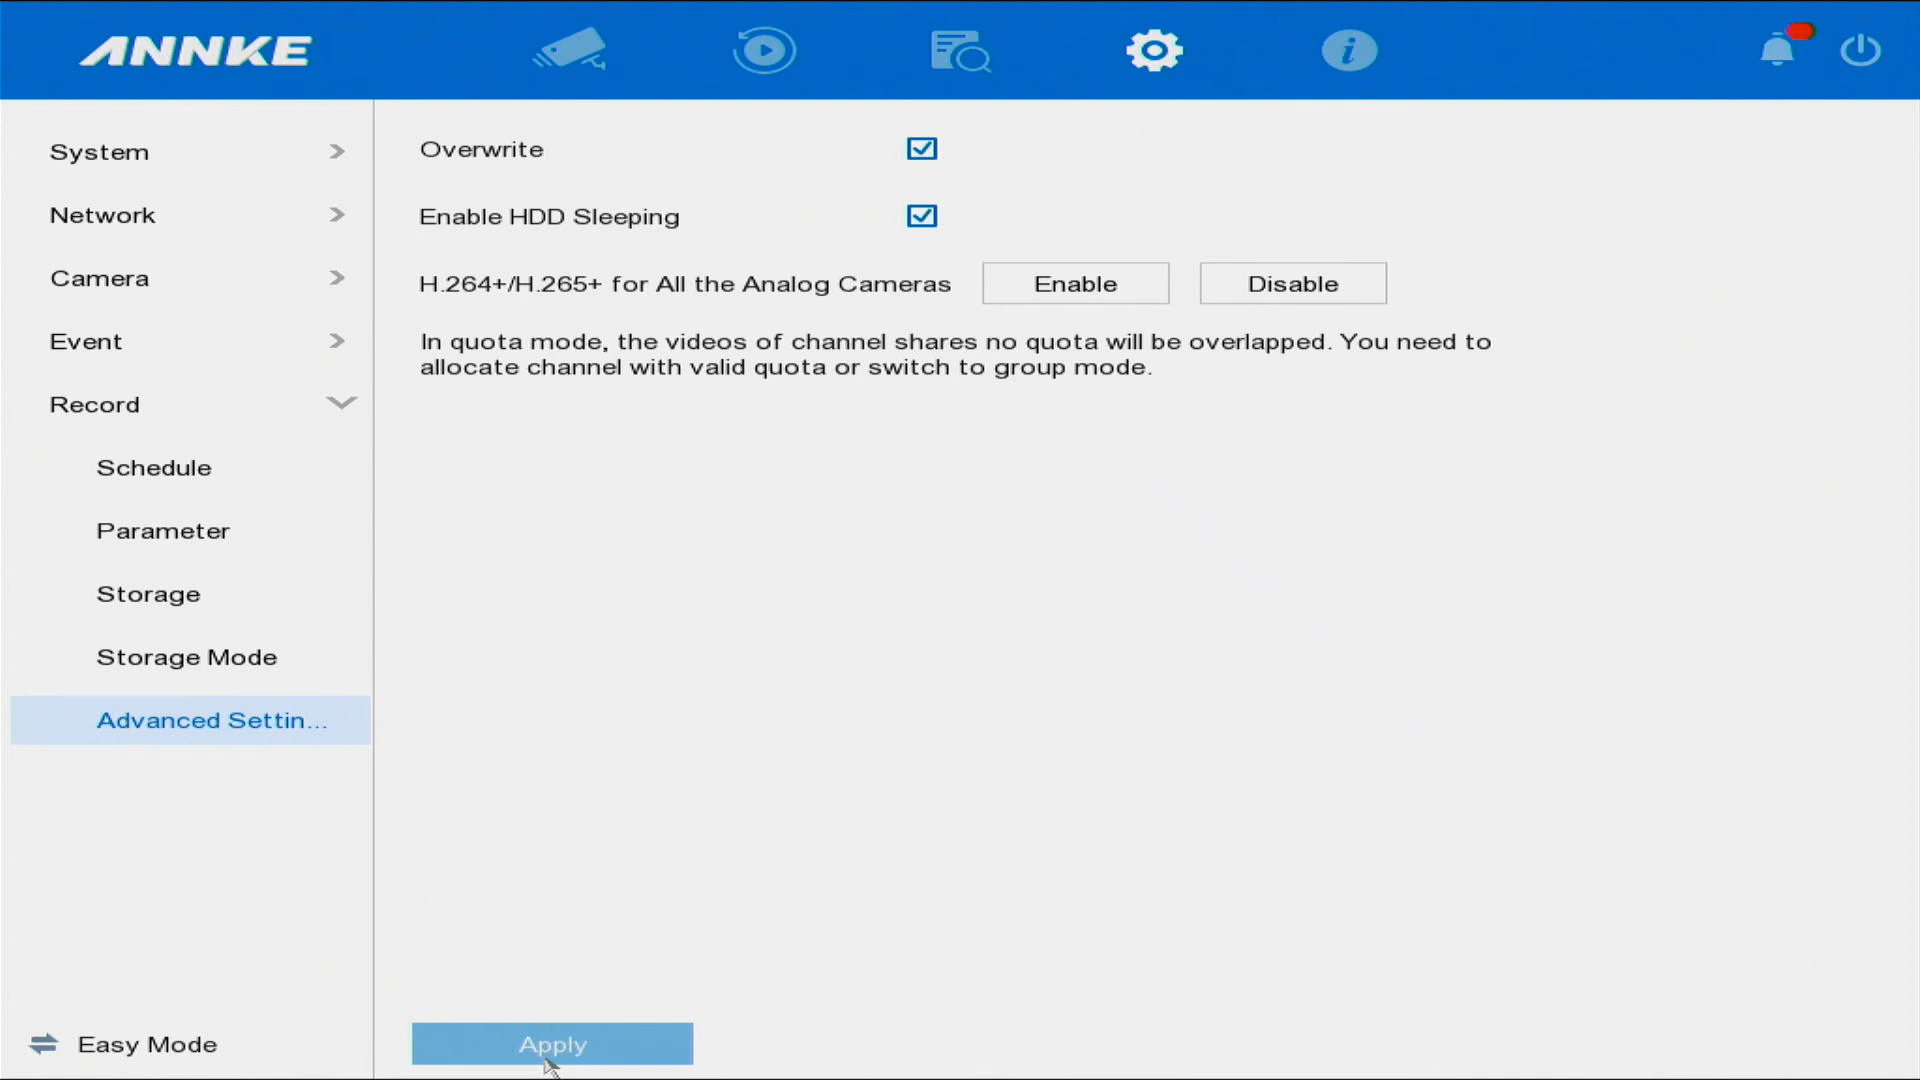 ANNKE
System
Network
Camera
Event
Record
Schedule
Parameter
Storage
Storage Mode
Advanced Settin...
Easy Mode
Overwrite
Enable HDD Sleeping
H.264+/H.265+ for All the Analog Cameras Enable Disable
In quota mode, the videos of channel shares no quota will be overlapped. You need to
allocate channel with valid quota or switch to group mode.
Apply